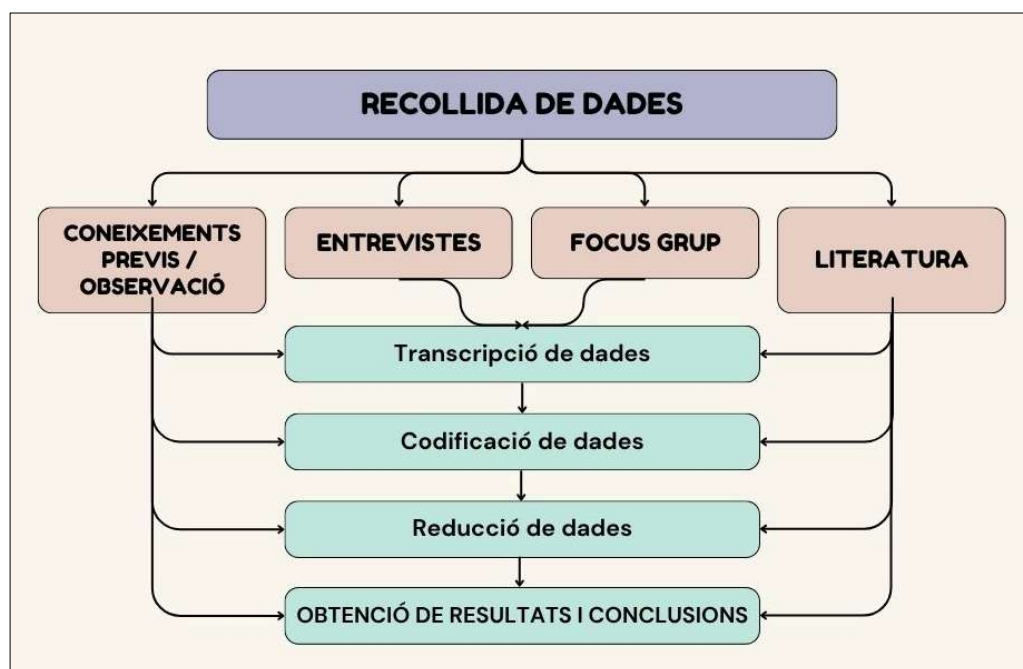 RECOLLIDA DE DADES
CONEIXEMENTS
PREVIS /
OBSERVACIÓ
ENTREVISTES
FOCUS GRUP
LITERATURA
Transcripció de dades
Codificació de dades
Reducció de dades
OBTENCIÓ DE RESULTATS I CONCLUSIONS